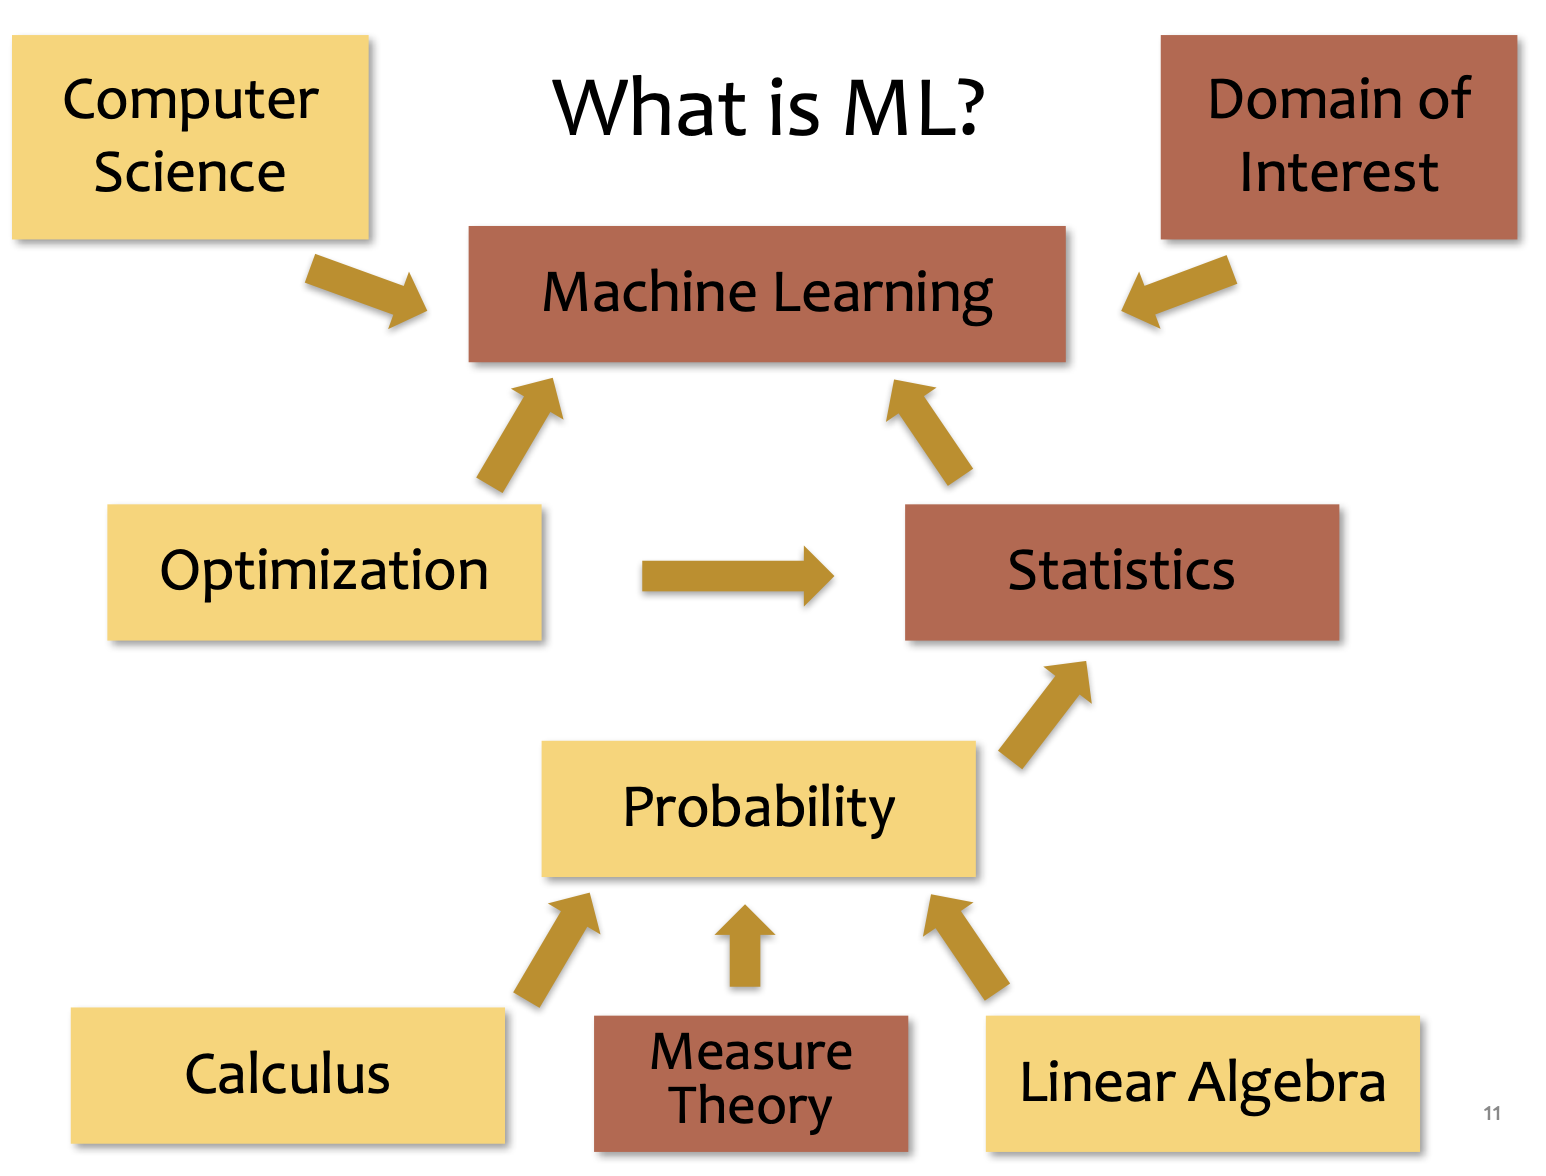 What is ML?
Computer
Science
Domain of
Interest
Machine Learning
Optimization
Statistics
Probability
Calculus
Measure
Theory
Linear Algebra
11